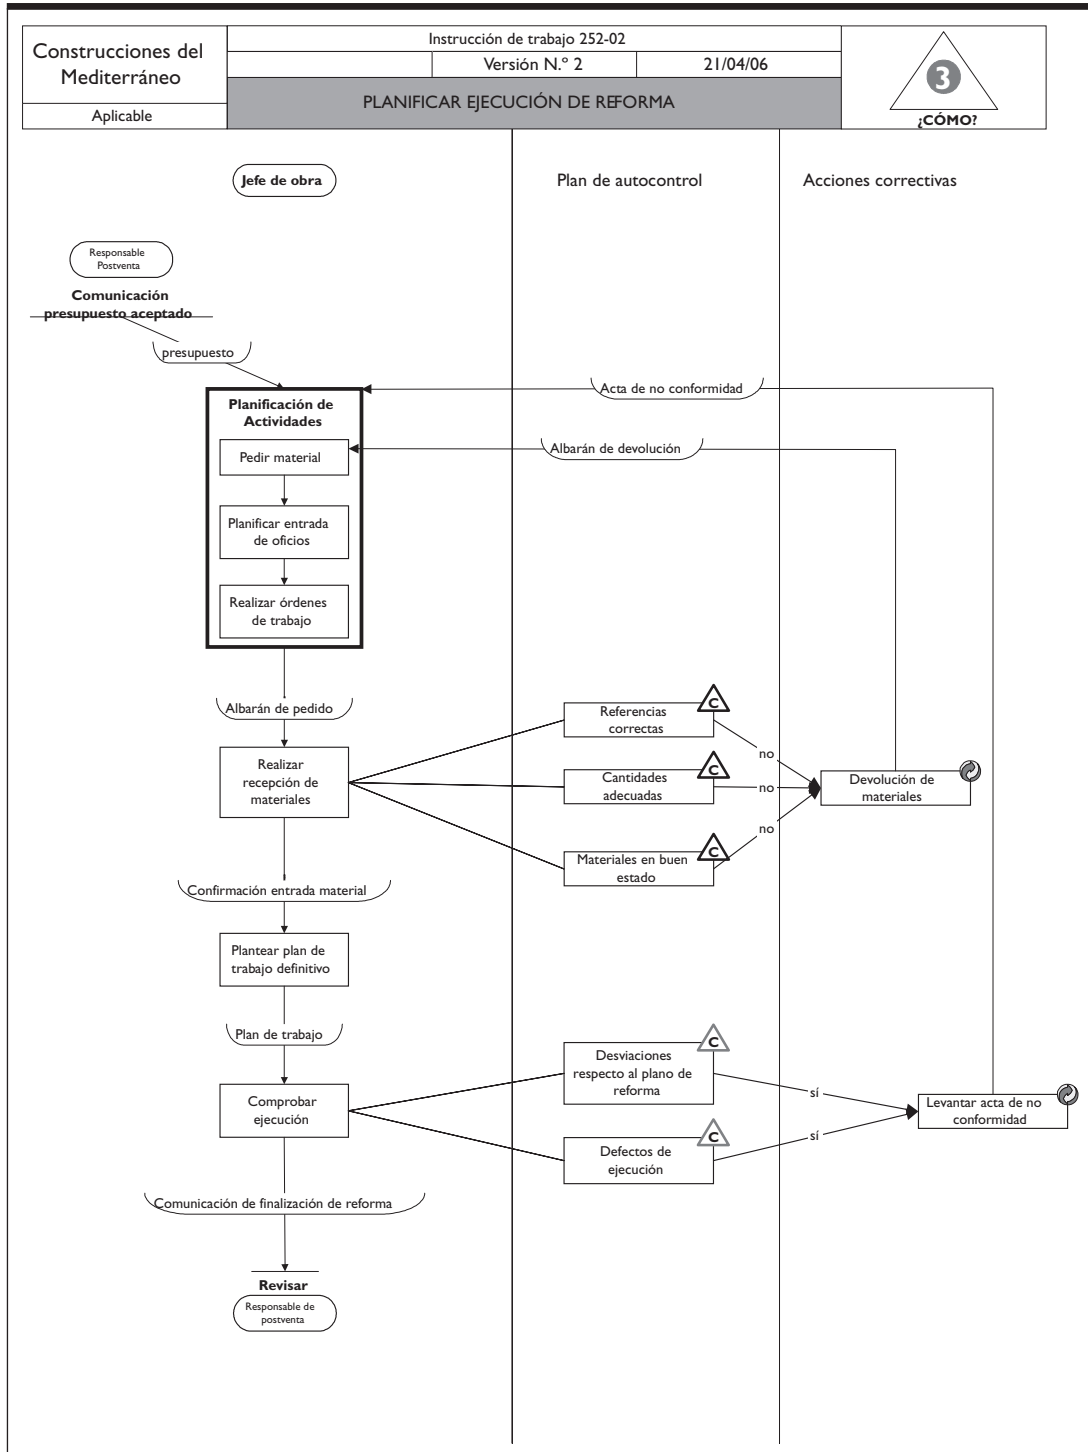 Construcciones del
Mediterráneo
Aplicable
Instrucción de trabajo 252-02
Versión N.º 2
21/04/06
PLANIFICAR EJECUCIÓN DE REFORMA
3
¿CÓMO?
Jefe de obra
Plan de autocontrol
Acciones correctivas
Responsable
Postventa
Comunicación
presupuesto aceptado
presupuesto
Acta de no conformidad
Planificación de
Actividades
Albarán de devolución
Pedir material
Planificar entrada
de oficios
Realizar órdenes
de trabajo
Albarán de pedido
C
Referencias
correctas
no
Realizar
recepción de
materiales
C
Cantidades
adecuadas
no
Devolución de
materiales
no
C
Materiales en buen
estado
Confirmación entrada material
Plantear plan de
trabajo definitivo
Plan de trabajo
C
Desviaciones
respecto al plano de
reforma
sí
Comprobar
ejecución
Levantar acta de no
conformidad
sí
C
Defectos de
ejecución
Comunicación de finalización de reforma
Revisar
Responsable de
postventa